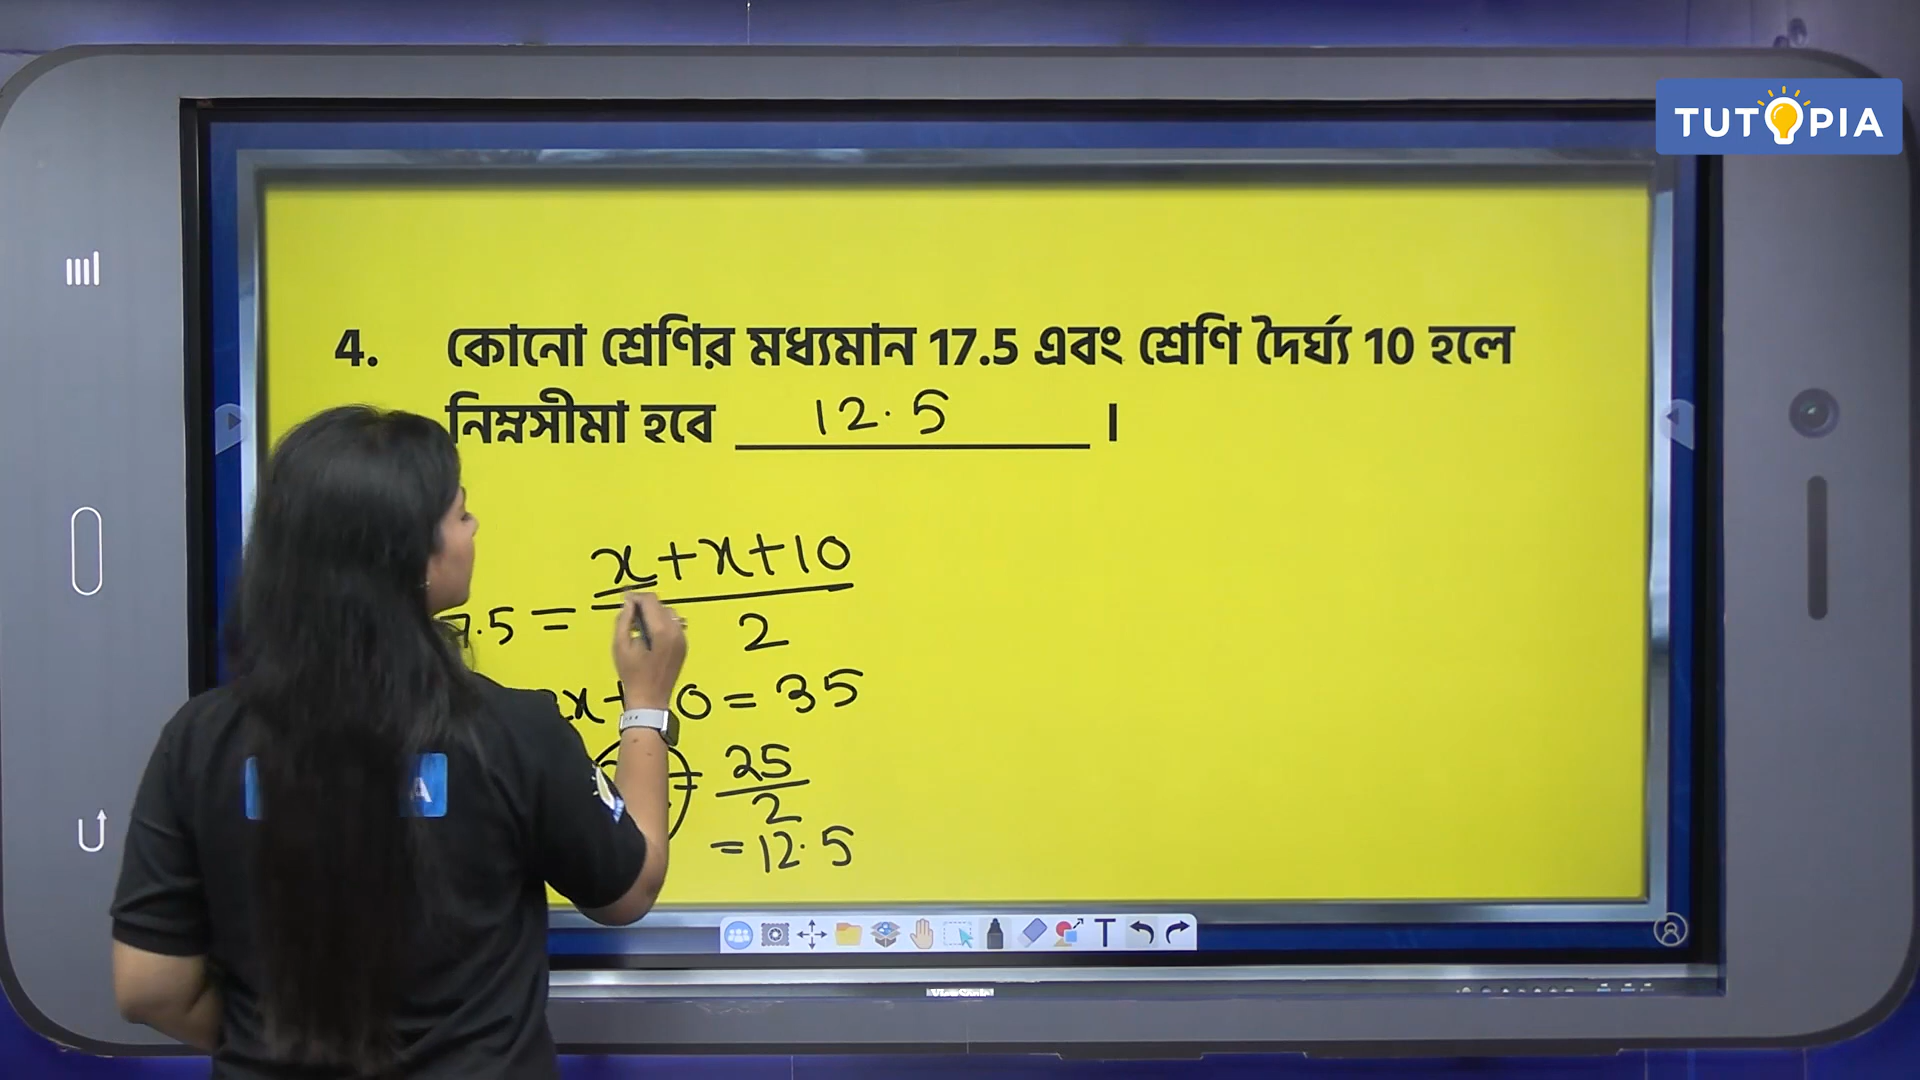 TUTOPIA
4. কোনো শ্রেণির মধ্যমান 17.5 এবং শ্রেণি দৈর্ঘ্য 10 হলে
নিম্নসীমা হবে 12.5 ।
x+x+10
7.5 =
2
x+ 0 = 35
= 25
2
= 12.5
T